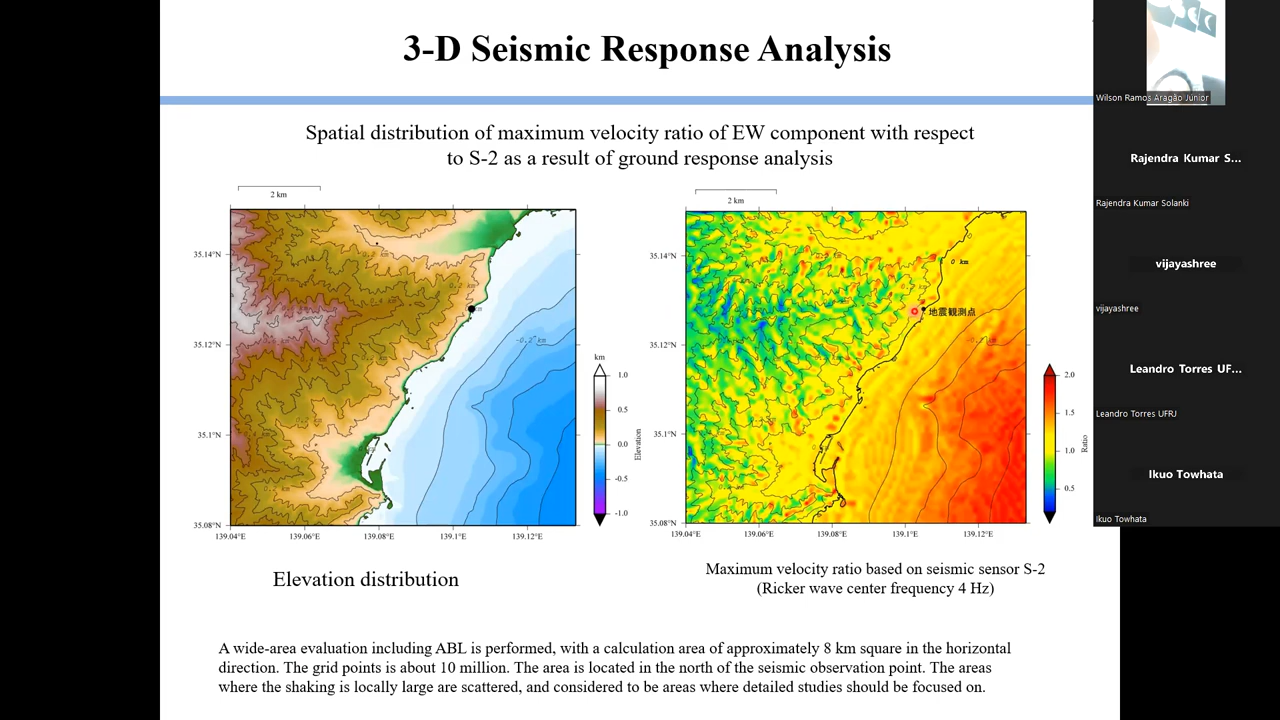 3-D Seismic Response Analysis
Spatial distribution of maximum velocity ratio of EW component with respect
to S-2 as a result of ground response analysis
2 km
35.14°N
35.12°N
35.1°N
35.08°N
139.04°E
139.06°E
139.08°E
139.1°E
139.12°E
km
1.0
0.5
0.0
-0.5
-1.0
Elevation
Elevation distribution
2 km
35.14°N
35.12°N
35.1°N
35.08°N
139.04°E
139.06°E
139.08°E
139.1°E
139.12°E
0 km
地震観測点
2.0
1.5
1.0
0.5
Ratio
Maximum velocity ratio based on seismic sensor S-2
(Ricker wave center frequency 4 Hz)
A wide-area evaluation including ABL is performed, with a calculation area of approximately 8 km square in the horizontal
direction. The grid points is about 10 million. The area is located in the north of the seismic observation point. The areas
where the shaking is locally large are scattered, and considered to be areas where detailed studies should be focused on.
Wilson Ramos Aragão Júnior
Rajendra Kumar S...
Rajendra Kumar Solanki
vijayashree
vijayashree
Leandro Torres UF...
Leandro Torres UFRJ
Ikuo Towhata
Ikuo Towhata